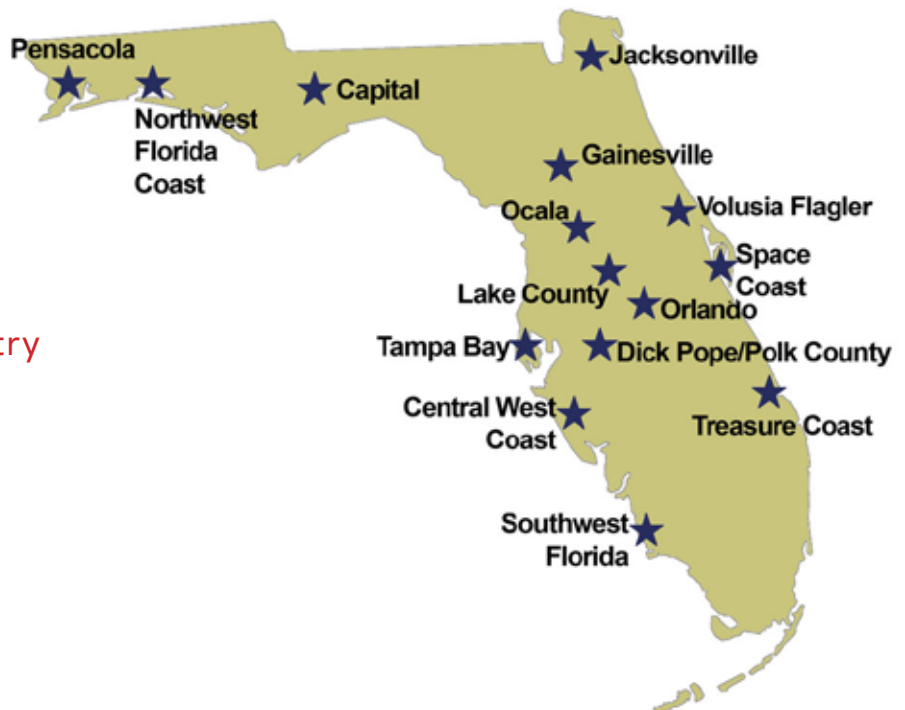 Pensacola
Jacksonville
Capital
Northwest
Florida
Coast
Gainesville
Ocala
Volusia Flagler
Space
Coast
Lake County
Orlando
try
Tampa Bay
Dick Pope/Polk County
Central West
Coast
Treasure Coast
Southwest
Florida